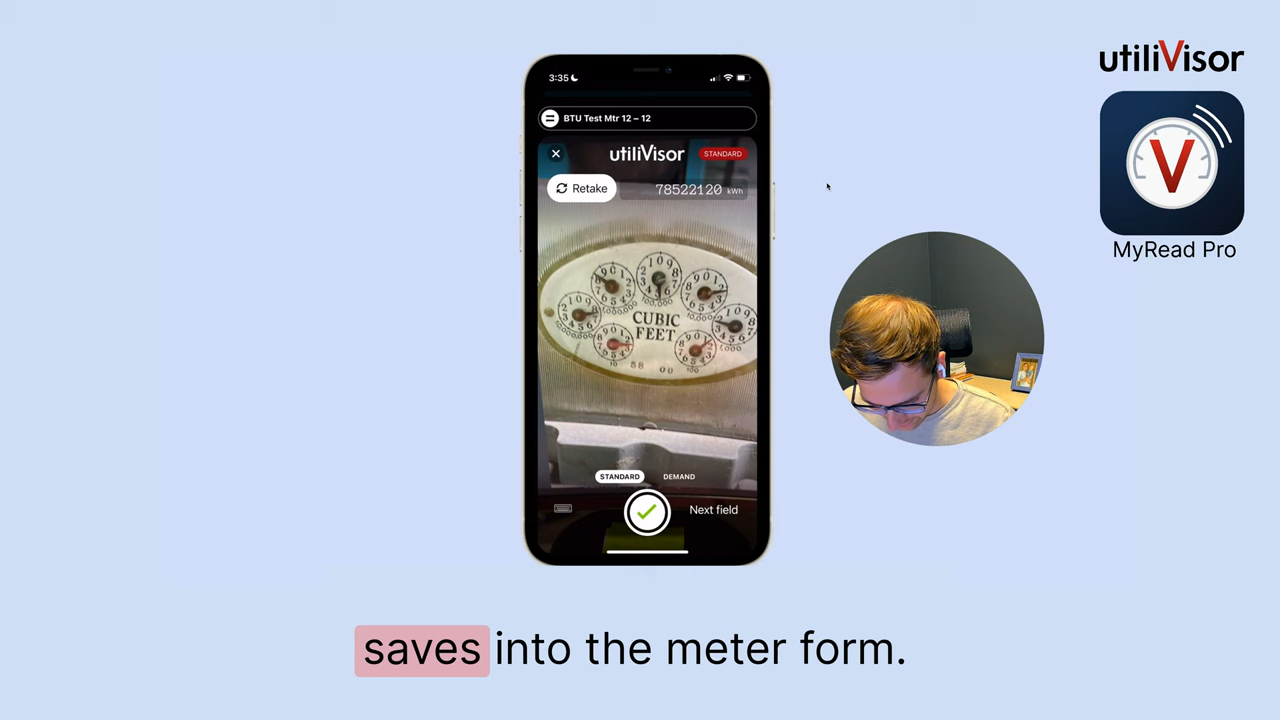 utiliVisor
3:35
BTU Test Mtr 12 – 12
utiliVisor
STANDARD
Retake
78522120 kWh
MyRead Pro
CUBIC
FEET
STANDARD
DEMAND
Next field
saves into the meter form.